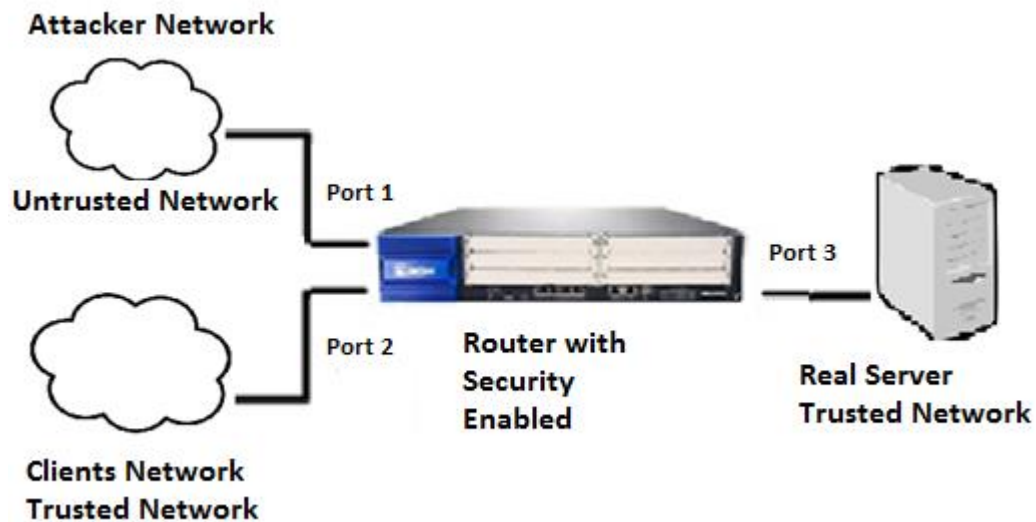 Attacker Network
Untrusted Network
Port 1
Port 2
Port 3
Router with
Security
Enabled
Real Server
Trusted Network
Clients Network
Trusted Network